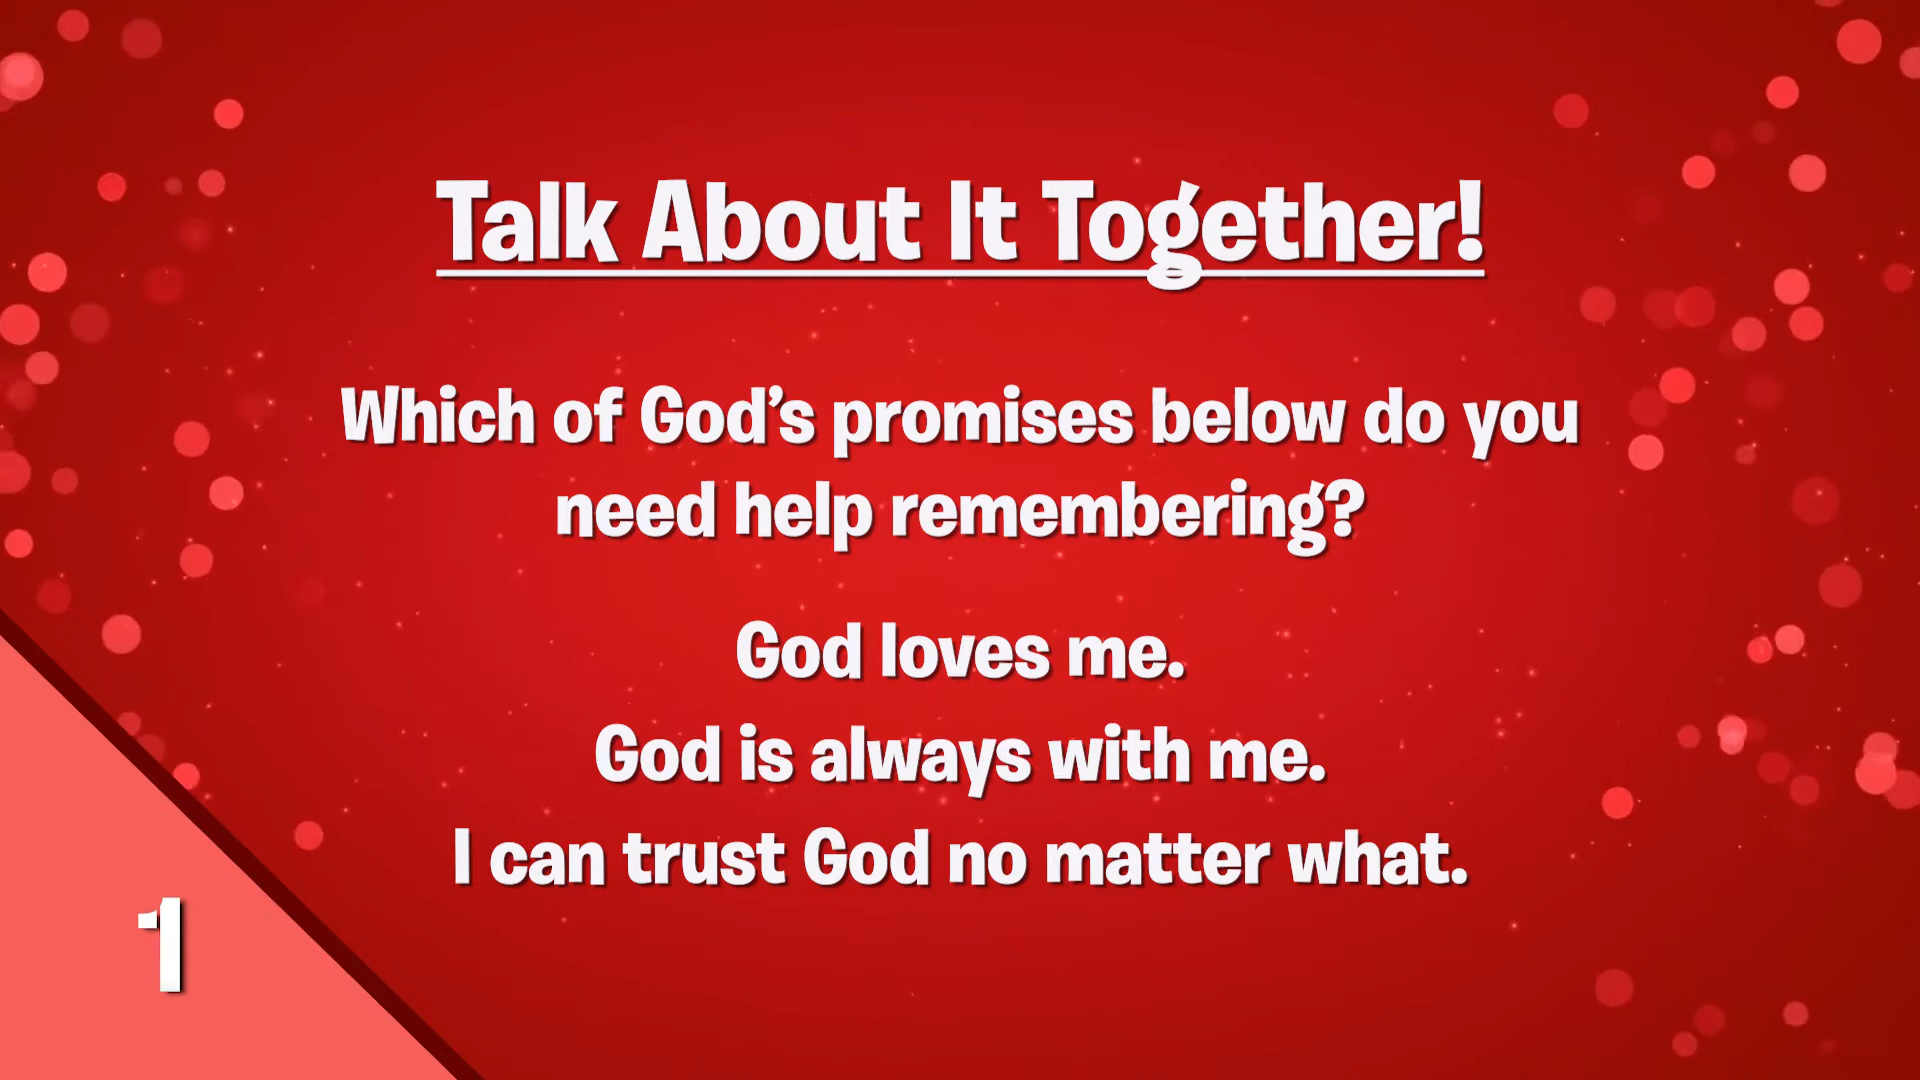 Talk About It Together!
Which of God’s promises below do you
need help remembering?
God loves me.
God is always with me.
I can trust God no matter what.
1